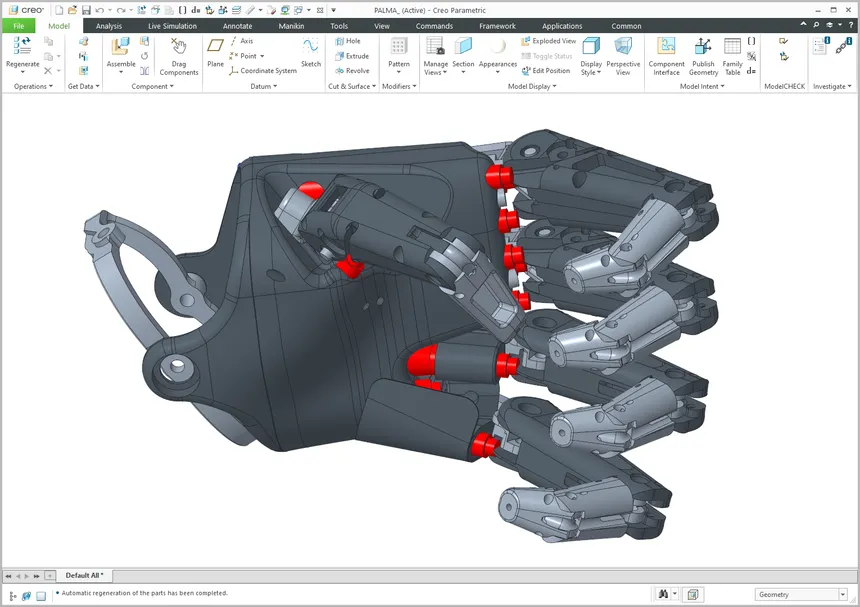 creo® PALMA_ (Active) - Creo Parametric
File Model Analysis Live Simulation Annotate Manikin Tools View Commands Framework Applications Common
Regenerate
Operations
Get Data
Assemble
Drag Components
Component
Plane
Axis
Point
Coordinate System
Sketch
Datum
Hole
Extrude
Revolve
Cut & Surface
Pattern
Modifiers
Manage Views
Section
Appearances
Exploded View
Toggle Status
Edit Position
Display Style
Perspective View
Model Display
Component Interface
Publish Geometry
Family Table
d=
Model Intent
ModelCHECK
Investigate
Default All *
• Automatic regeneration of the parts has been completed.
Geometry